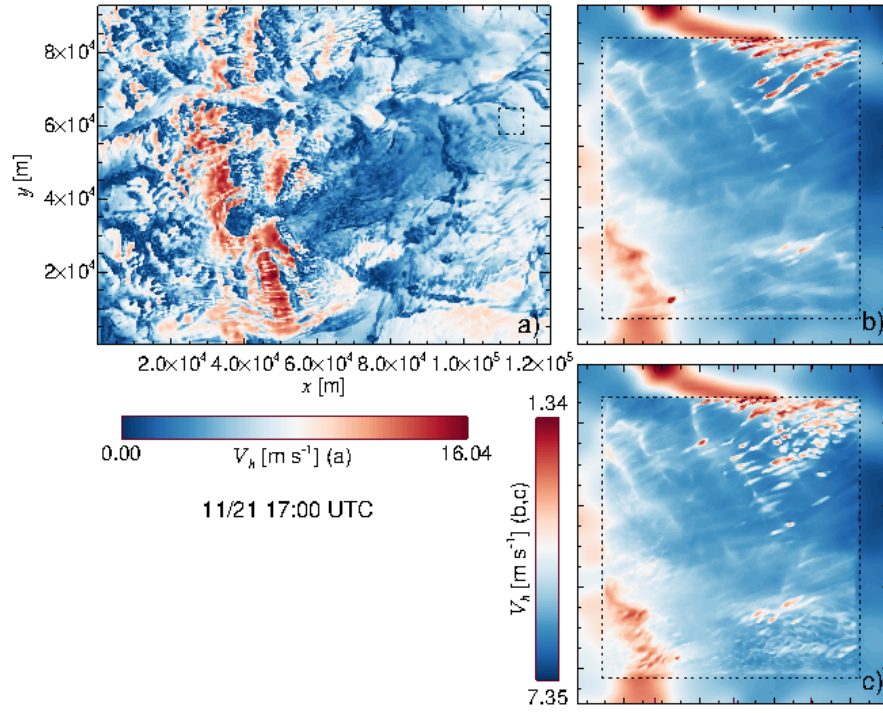 8×10⁴
6×10⁴
4×10⁴
2×10⁴
y [m]
a)
b)
2.0×10⁴ 4.0×10⁴ 6.0×10⁴ 8.0×10⁴ 1.0×10⁵ 1.2×10⁵
x [m]
0.00 16.04
V_h [m s⁻¹] (a)
11/21 17:00 UTC
1.34
V_h [m s⁻¹] (b,c)
7.35
c)